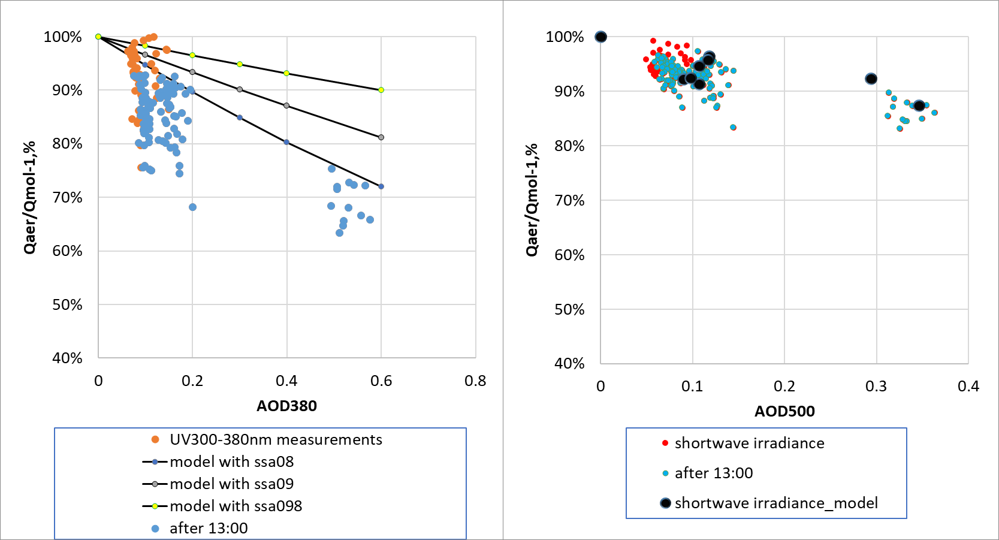 100%
90%
80%
70%
60%
50%
40%
0
0.2
0.4
0.6
0.8
Qaer/Qmol-1,%
AOD380
UV300-380nm measurements
model with ssa08
model with ssa09
model with ssa098
after 13:00
100%
90%
80%
70%
60%
50%
40%
0
0.1
0.2
0.3
0.4
Qaer/Qmol-1,%
AOD500
shortwave irradiance
after 13:00
shortwave irradiance_model